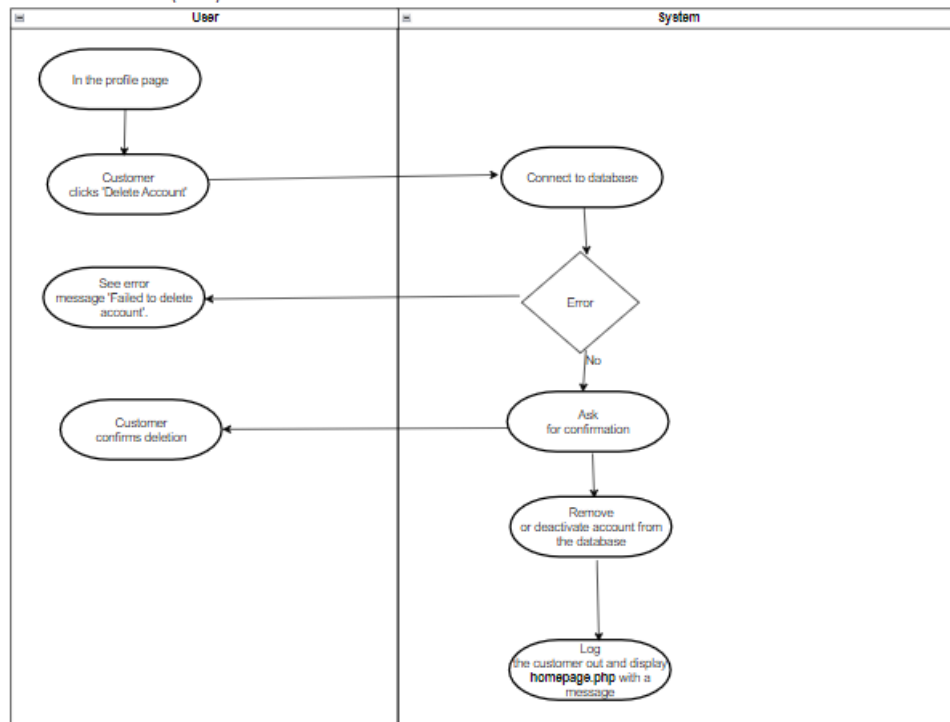 User
System
In the profile page
Customer
clicks 'Delete Account'
Connect to database
See error
message 'Failed to delete
account'.
Error
No
Ask
for confirmation
Customer
confirms deletion
Remove
or deactivate account from
the database
Log
the customer out and display
homepage.php with a
message